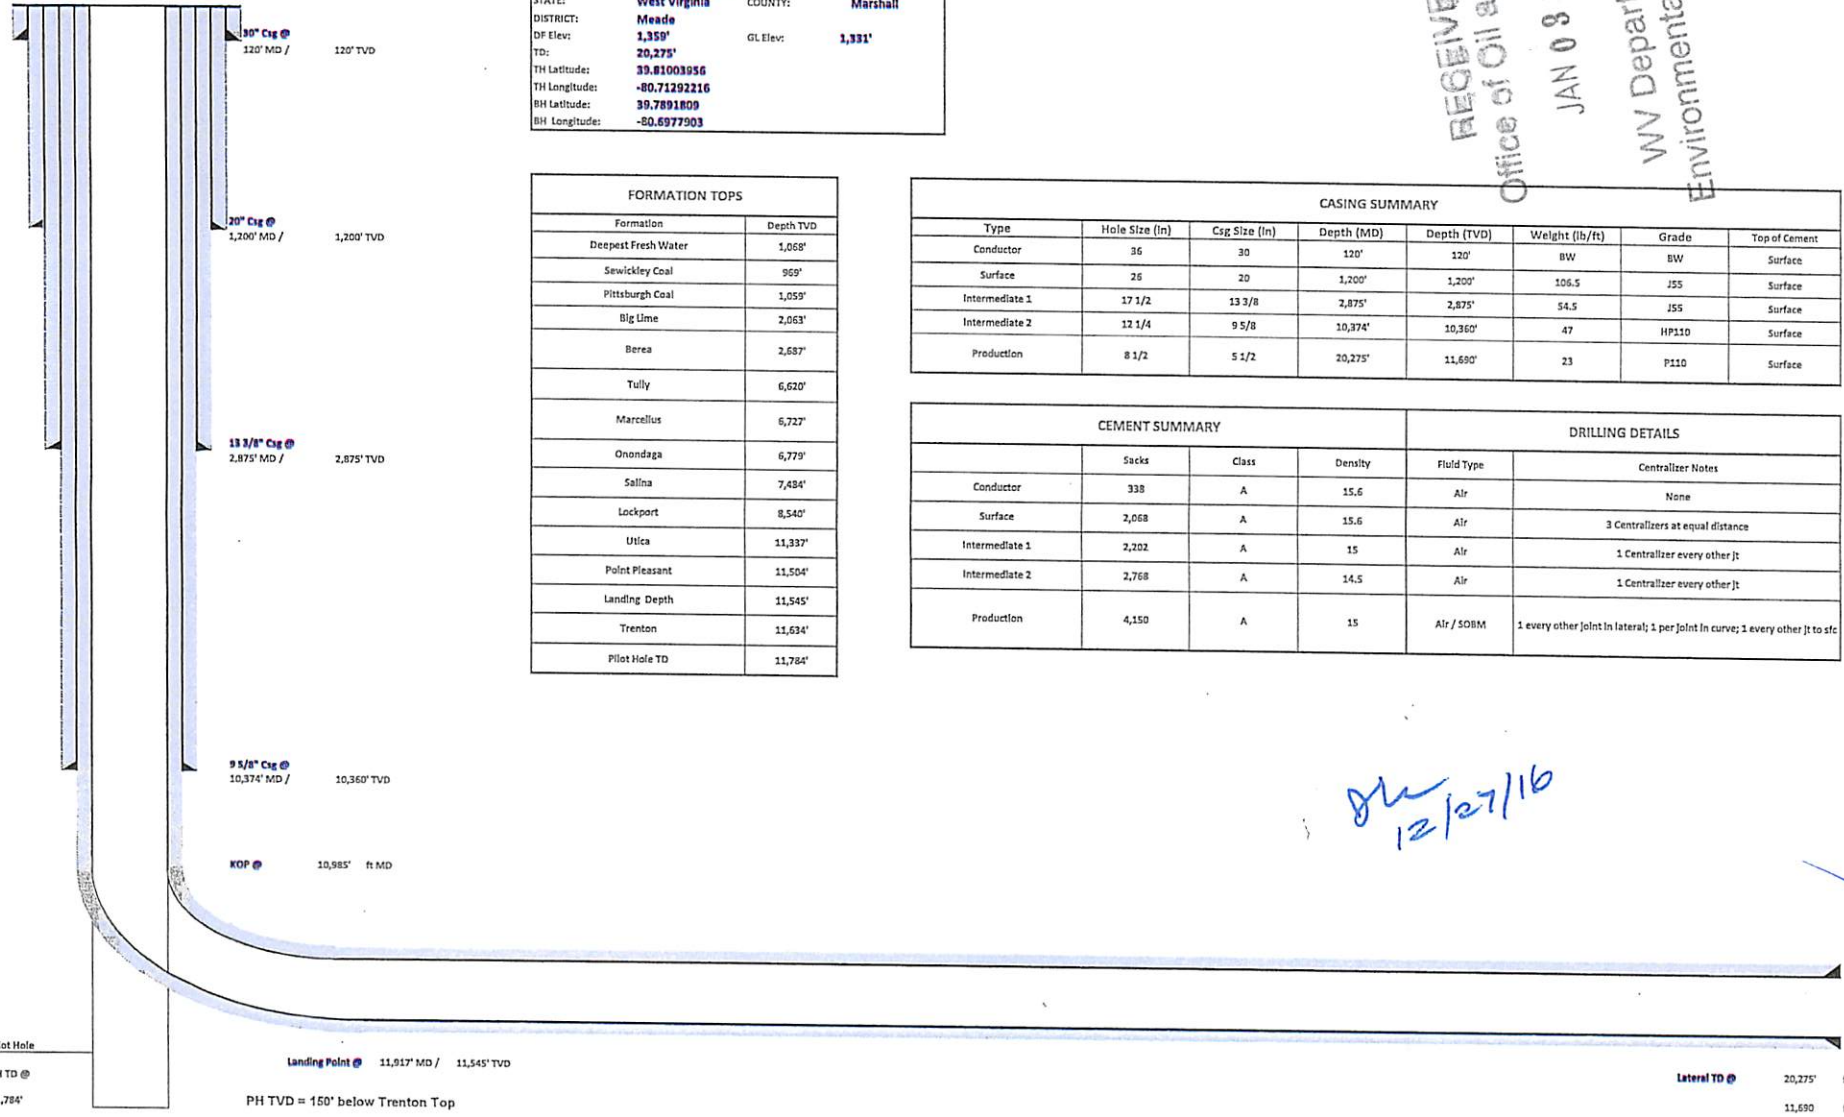 STATE: West Virginia COUNTY: Marshall
DISTRICT: Meade
DF Elev: 1,359' GL Elev: 1,331'
TD: 20,275'
TH Latitude: 39.81003956
TH Longitude: -80.71292216
BH Latitude: 39.7891809
BH Longitude: -80.6977903
Office of Oil a
JAN 0
WV Depar
Environmenta
30" Csg @
120' MD / 120' TVD
20" Csg @
1,200' MD / 1,200' TVD
13 3/8" Csg @
2,875' MD / 2,875' TVD
9 5/8" Csg @
10,374' MD / 10,360' TVD
KOP @ 10,985' ft MD
FORMATION TOPS
Formation Depth TVD
Deepest Fresh Water 1,068'
Sewickley Coal 969'
Pittsburgh Coal 1,059'
Big Lime 2,063'
Berea 2,687'
Tully 6,620'
Marcellus 6,727'
Onondaga 6,779'
Salina 7,484'
Lockport 8,540'
Utica 11,337'
Point Pleasant 11,504'
Landing Depth 11,545'
Trenton 11,634'
Pilot Hole TD 11,784'
CASING SUMMARY
Type Hole Size (in) Csg Size (in) Depth (MD) Depth (TVD) Weight (lb/ft) Grade Top of Cement
Conductor 36 30 120' 120' BW BW Surface
Surface 26 20 1,200' 1,200' 106.5 J55 Surface
Intermediate 1 17 1/2 13 3/8 2,875' 2,875' 54.5 J55 Surface
Intermediate 2 12 1/4 9 5/8 10,374' 10,360' 47 HP110 Surface
Production 8 1/2 5 1/2 20,275' 11,690' 23 P110 Surface
CEMENT SUMMARY DRILLING DETAILS
Sacks Class Density Fluid Type Centralizer Notes
Conductor 338 A 15.6 Air None
Surface 2,068 A 15.6 Air 3 Centralizers at equal distance
Intermediate 1 2,202 A 15 Air 1 Centralizer every other jt
Intermediate 2 2,768 A 14.5 Air 1 Centralizer every other jt
Production 4,150 A 15 Air / SOBM 1 every other joint in lateral; 1 per joint in curve; 1 every other jt to sfc
12/27/16
ot Hole
TD @
,784'
Landing Point @ 11,917' MD / 11,545' TVD
PH TVD = 150' below Trenton Top
Lateral TD @ 20,275'
11,690